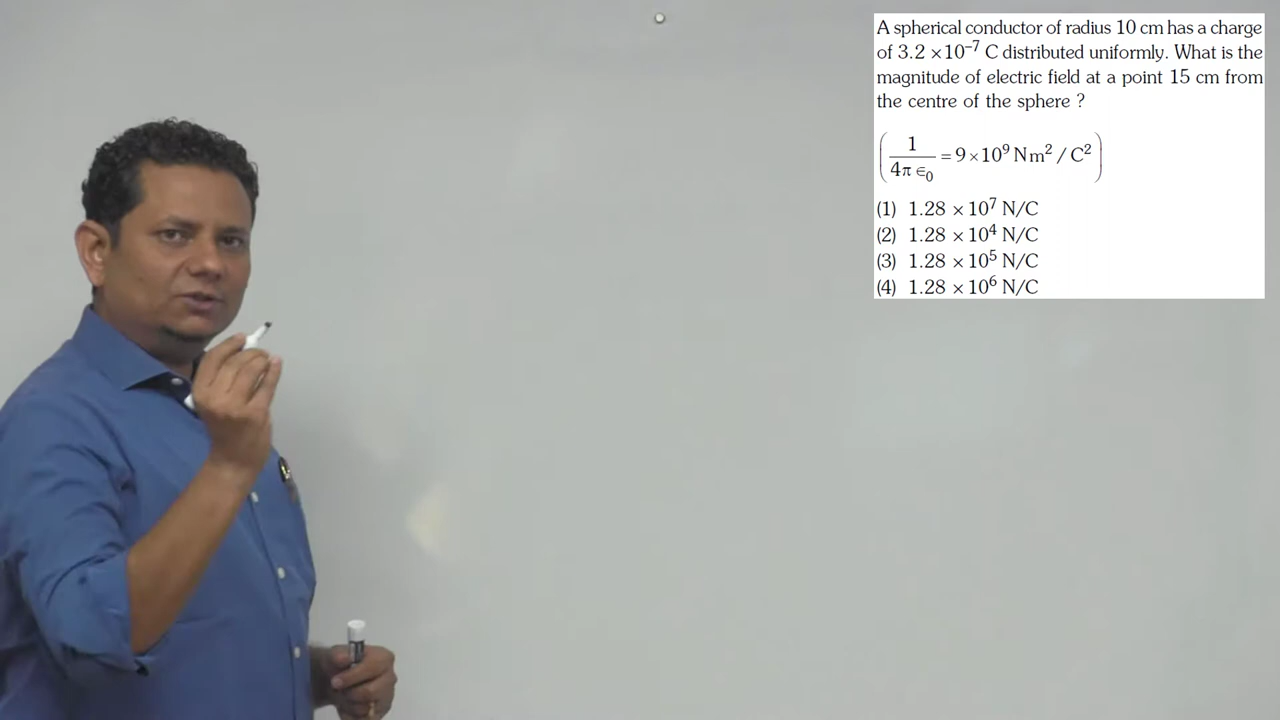 A spherical conductor of radius 10 cm has a charge
of 3.2 ×10⁻⁷ C distributed uniformly. What is the
magnitude of electric field at a point 15 cm from
the centre of the sphere ?
(1/4π ∈₀ = 9×10⁹ Nm² / C²)
(1) 1.28 × 10⁷ N/C
(2) 1.28 × 10⁴ N/C
(3) 1.28 × 10⁵ N/C
(4) 1.28 × 10⁶ N/C